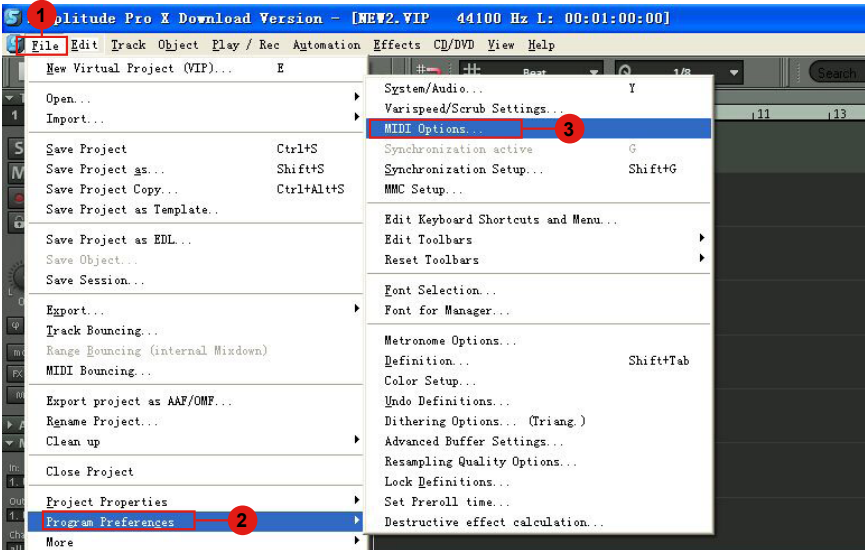 plitude Pro X Download Version - [NEW2.VIP 44100 Hz L: 00:01:00:00]
1
File Edit Track Object Play / Rec Automation Effects CD/DVD View Help
New Virtual Project (VIP)... E
Open...
Import...
Save Project Ctrl+S
Save Project as... Shift+S
Save Project Copy... Ctrl+Alt+S
Save Project as Template..
Save Project as EDL...
Save Object...
Save Session...
Export...
Track Bouncing...
Range Bouncing (internal Mixdown)
MIDI Bouncing...
Export project as AAF/OMF...
Rename Project...
Clean up
Close Project
Project Properties
Program Preferences 2
More
Beat 1/8 Search
11 13
System/Audio... Y
Varispeed/Scrub Settings...
MIDI Options... 3
Synchronization active G
Synchronization Setup... Shift+G
MMC Setup...
Edit Keyboard Shortcuts and Menu...
Edit Toolbars
Reset Toolbars
Font Selection...
Font for Manager...
Metronome Options...
Definition... Shift+Tab
Color Setup...
Undo Definitions...
Dithering Options... (Triang.)
Advanced Buffer Settings...
Resampling Quality Options...
Lock Definitions...
Set Preroll time...
Destructive effect calculation...
1
S
M
In: